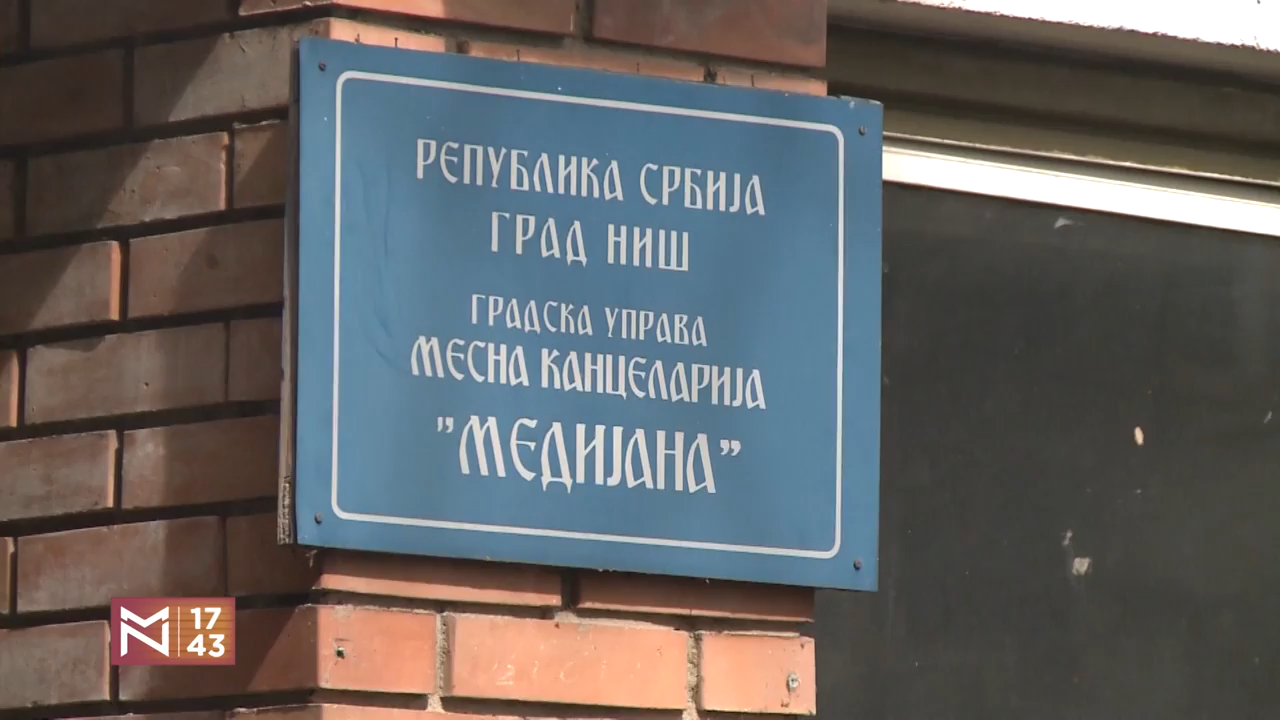 РЕПУБЛИКА СРБИЈА
ГРАД НИШ
ГРАДСКА УПРАВА
МЕСНА КАНЦЕЛАРИЈА
"МЕДИЈАНА"
17
43